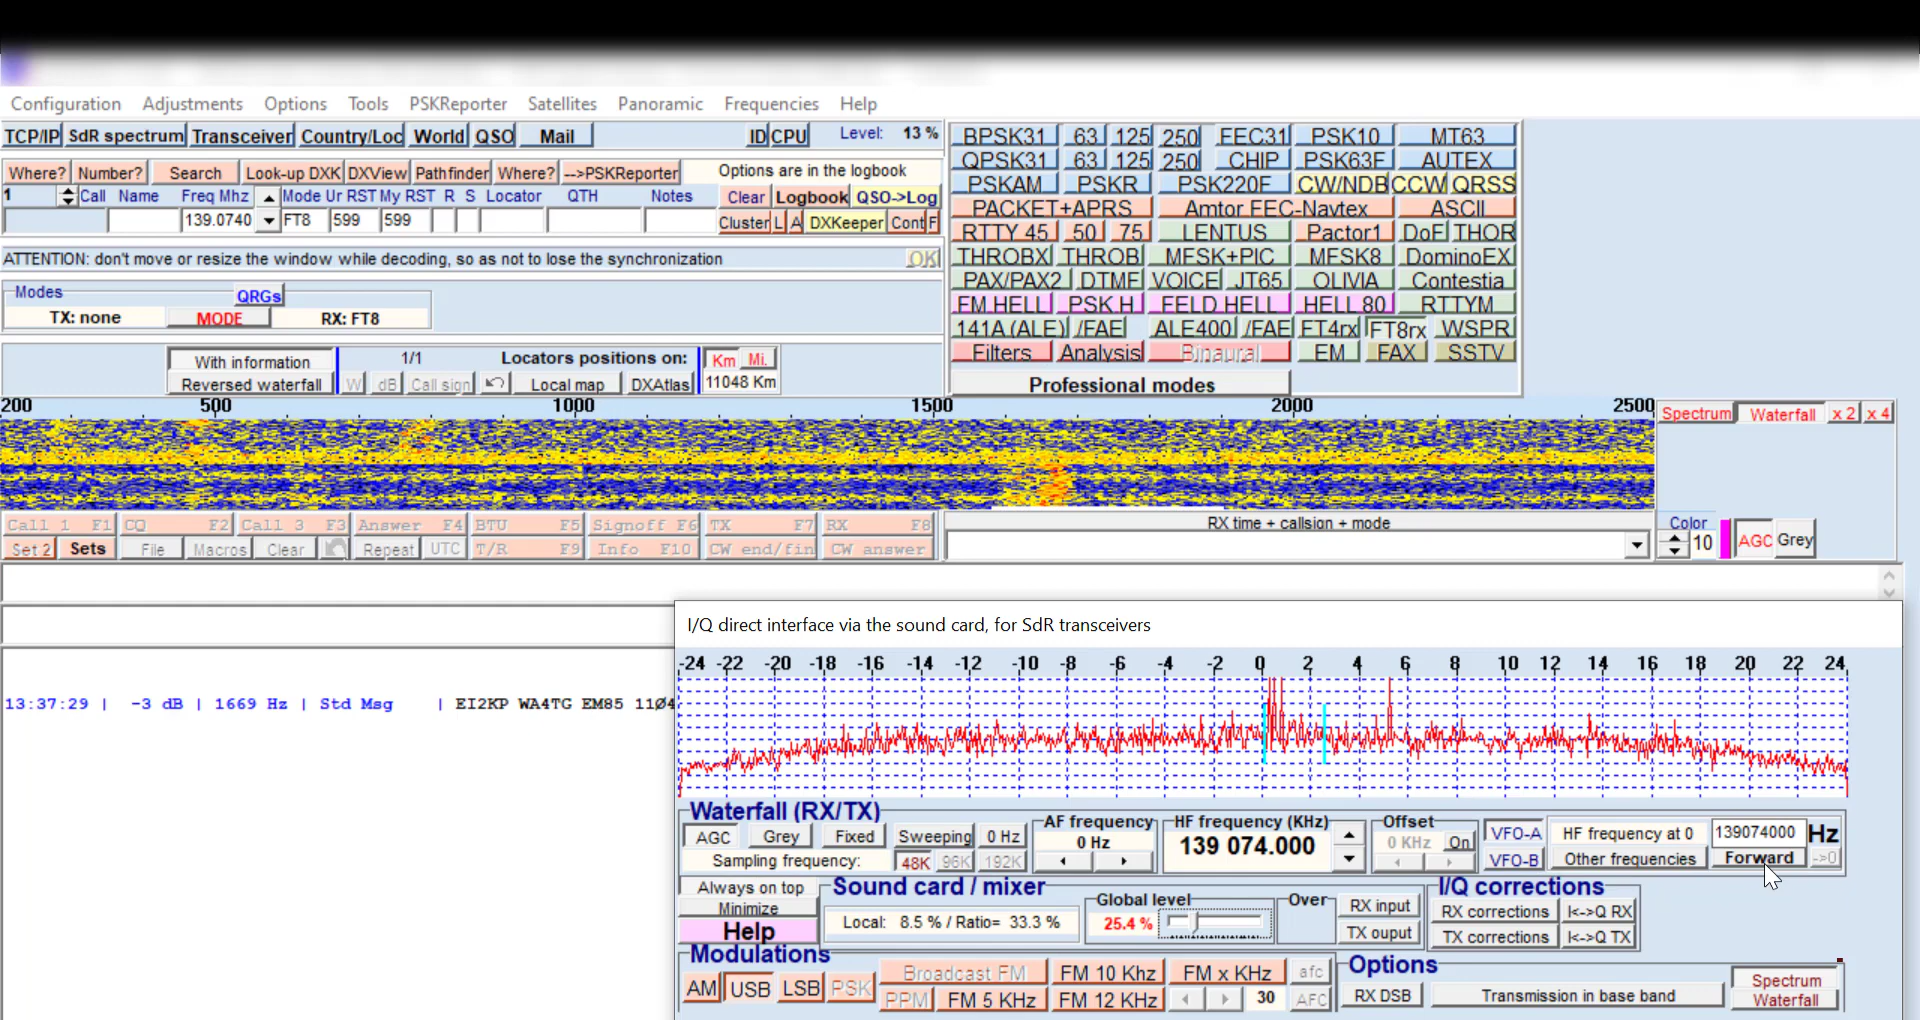 Configuration Adjustments Options Tools PSKReporter Satellites Panoramic Frequencies Help
TCP/IP SdR spectrum Transceiver Country/Loc World QSO Mail ID CPU Level: 13 %
Where? Number? Search Look-up DXK DXView Pathfinder Where? -->PSKReporter Options are in the logbook
1 Call Name Freq Mhz Mode Ur RST My RST R S Locator QTH Notes Clear Logbook QSO->Log
139.0740 FT8 599 599 Cluster L A DXKeeper Cont F
ATTENTION: don't move or resize the window while decoding, so as not to lose the synchronization OK
Modes QRGs
TX: none MODE RX: FT8
With information 1/1 Locators positions on: Km Mi.
Reversed waterfall W dB Call sign Local map DXAtlas 11048 Km
BPSK31 63 125 250 FEC31 PSK10 MT63
QPSK31 63 125 250 CHIP PSK63F AUTEX
PSKAM PSKR PSK220F CW/NDB CCW QRSS
PACKET+APRS Amtor FEC-Navtex ASCII
RTTY 45 50 75 LENTUS Pactor1 DoF THOR
THROBX THROB MFSK+PIC MFSK8 DominoEX
PAX/PAX2 DTMF VOICE JT65 OLIVIA Contestia
FM HELL PSK H FELD HELL HELL 80 RTTYM
141A (ALE) /FAE ALE400 /FAE FT4rx FT8rx WSPR
Filters Analysis Binaural EM FAX SSTV
Professional modes
200 500 1000 1500 2000 2500
Spectrum Waterfall x 2 x 4
Call 1 F1 CQ F2 Call 3 F3 Answer F4 BTU F5 Signoff F6 TX F7 RX F8
Set 2 Sets File Macros Clear Repeat UTC T/R F9 Info F10 CW end/fin CW answer
RX time + callsion + mode
Color
10 AGC Grey
13:37:29 | -3 dB | 1669 Hz | Std Msg | EI2KP WA4TG EM85 11Ø4
I/Q direct interface via the sound card, for SdR transceivers
-24 -22 -20 -18 -16 -14 -12 -10 -8 -6 -4 -2 0 2 4 6 8 10 12 14 16 18 20 22 24
Waterfall (RX/TX)
AGC Grey Fixed Sweeping 0 Hz
Sampling frequency: 48K 96K 192K
AF frequency
0 Hz
HF frequency (KHz)
139 074.000
Offset
0 KHz On
VFO-A HF frequency at 0 139074000 Hz
VFO-B Other frequencies Forward ->0
Always on top
Minimize
Help
Sound card / mixer
Local: 8.5 % / Ratio= 33.3 %
Global level
25.4 %
Over
RX input
TX ouput
I/Q corrections
RX corrections I<->Q RX
TX corrections I<->Q TX
Modulations
AM USB LSB PSK Broadcast FM FM 10 Khz FM x KHz afc
PPM FM 5 KHz FM 12 KHz 30 AFC
Options
RX DSB Transmission in base band
Spectrum
Waterfall